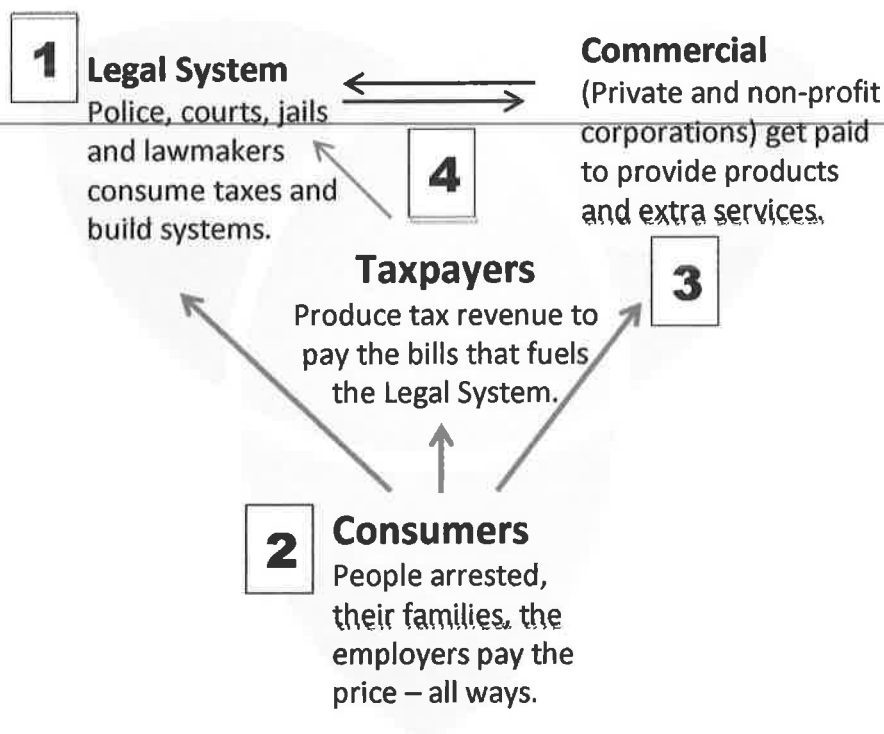 1
Legal System
Police, courts, jails
and lawmakers
consume taxes and
build systems.
Commercial
(Private and non-profit
corporations) get paid
to provide products
and extra services.
3
4
Taxpayers
Produce tax revenue to
pay the bills that fuels
the Legal System.
2
Consumers
People arrested,
their families, the
employers pay the
price – all ways.